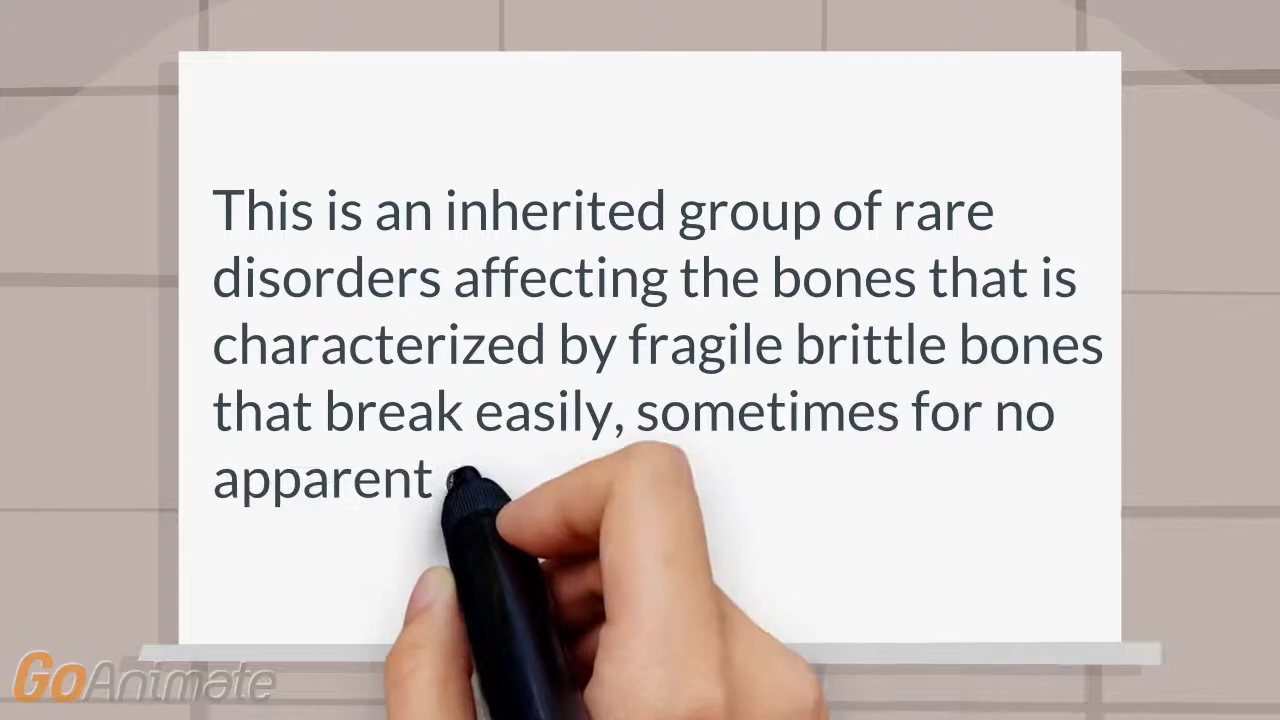 This is an inherited group of rare
disorders affecting the bones that is
characterized by fragile brittle bones
that break easily, sometimes for no
apparent
GoAnimate